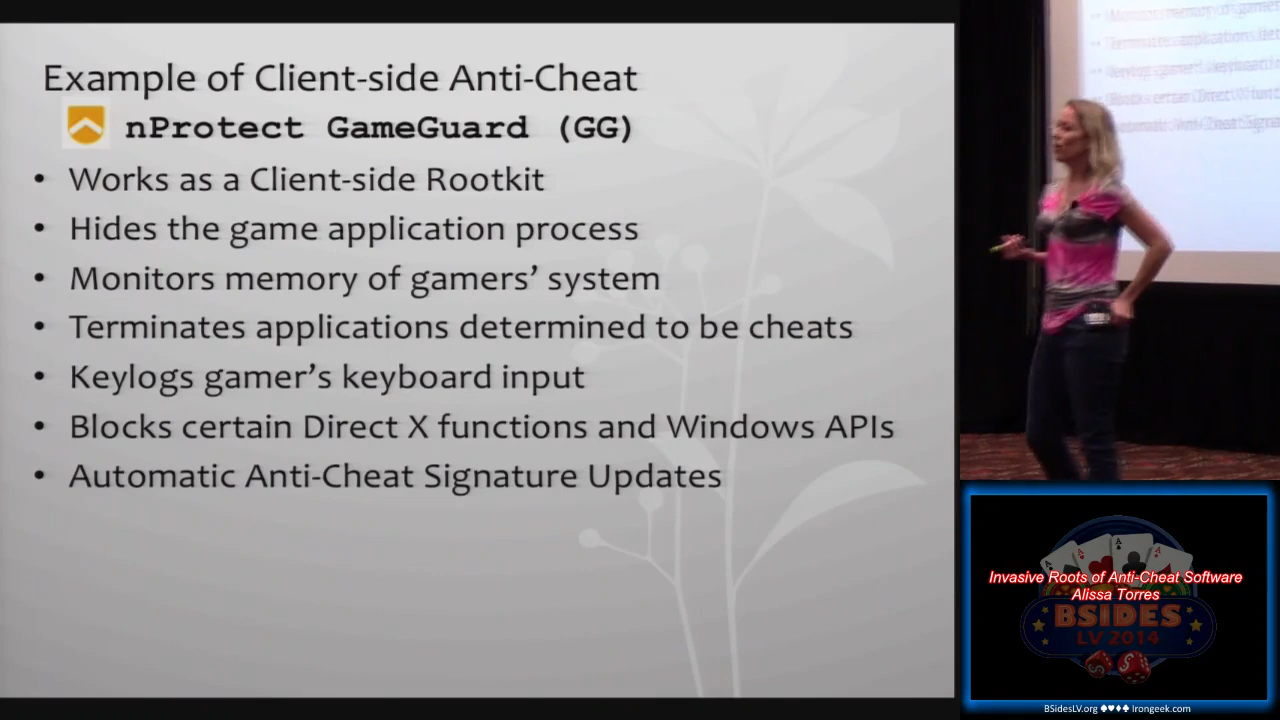 Example of Client-side Anti-Cheat
nProtect GameGuard (GG)
• Works as a Client-side Rootkit
• Hides the game application process
• Monitors memory of gamers’ system
• Terminates applications determined to be cheats
• Keylogs gamer’s keyboard input
• Blocks certain Direct X functions and Windows APIs
• Automatic Anti-Cheat Signature Updates
Invasive Roots of Anti-Cheat Software
Alissa Torres
BSIDES
LV 2014
BSidesLV.org ♠♥♦♣ Irongeek.com